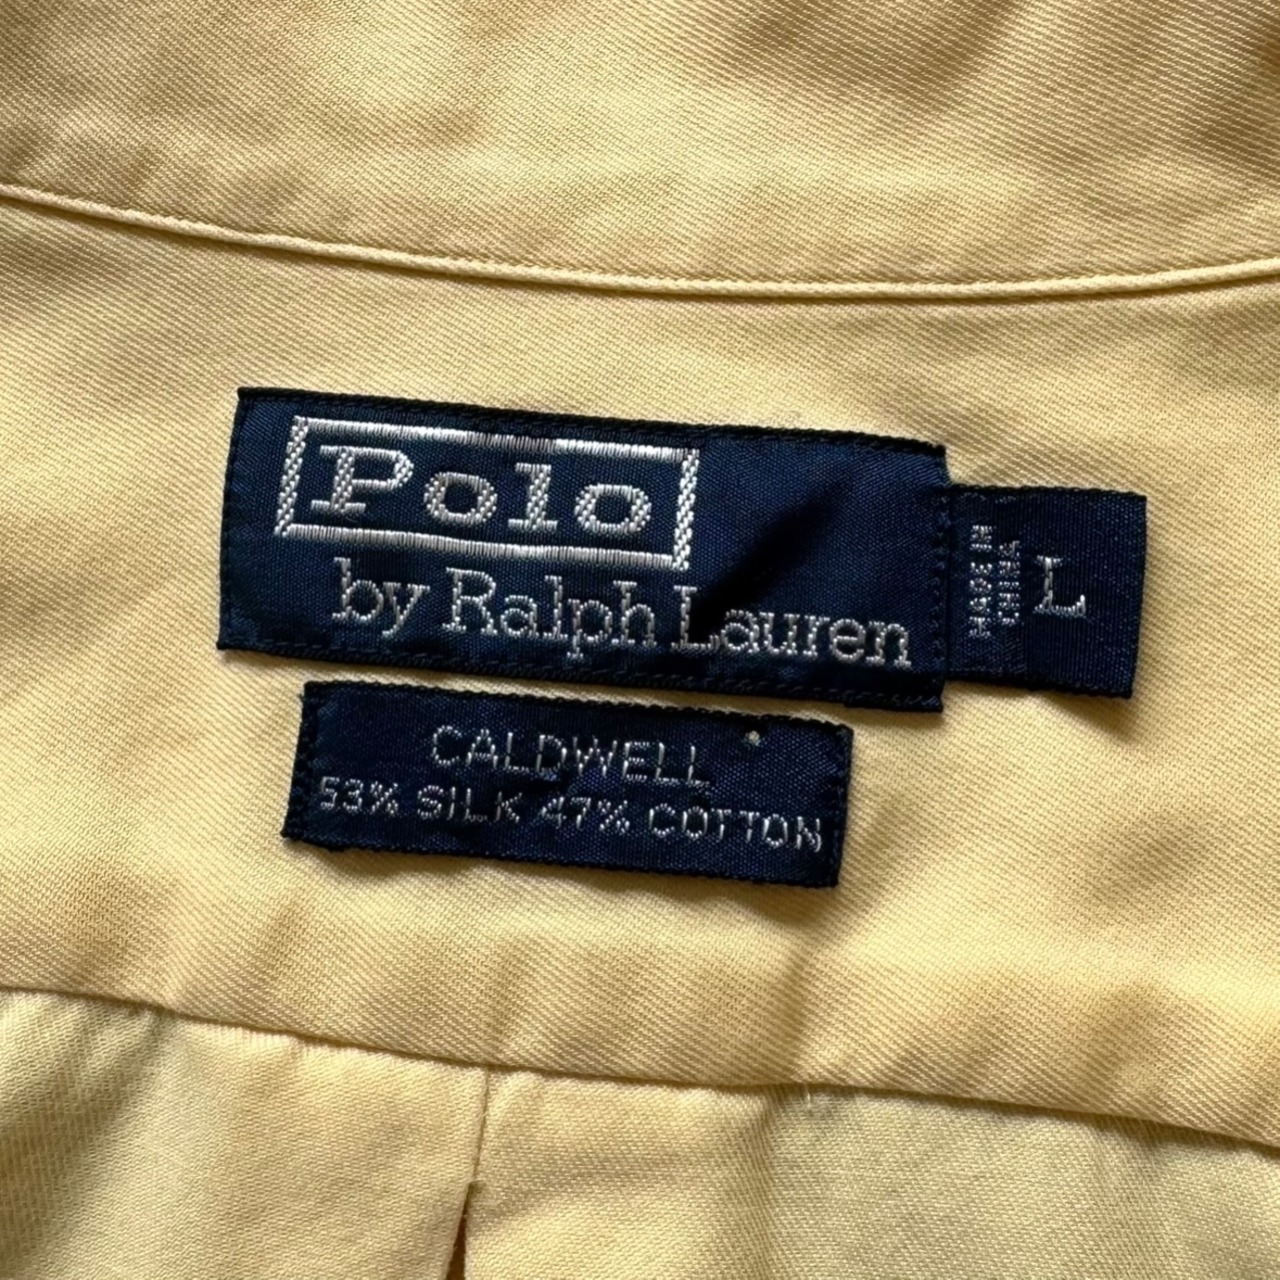 Polo
by Ralph Lauren
MADE IN
CHINA
L
CALDWELL
53% SILK 47% COTTON